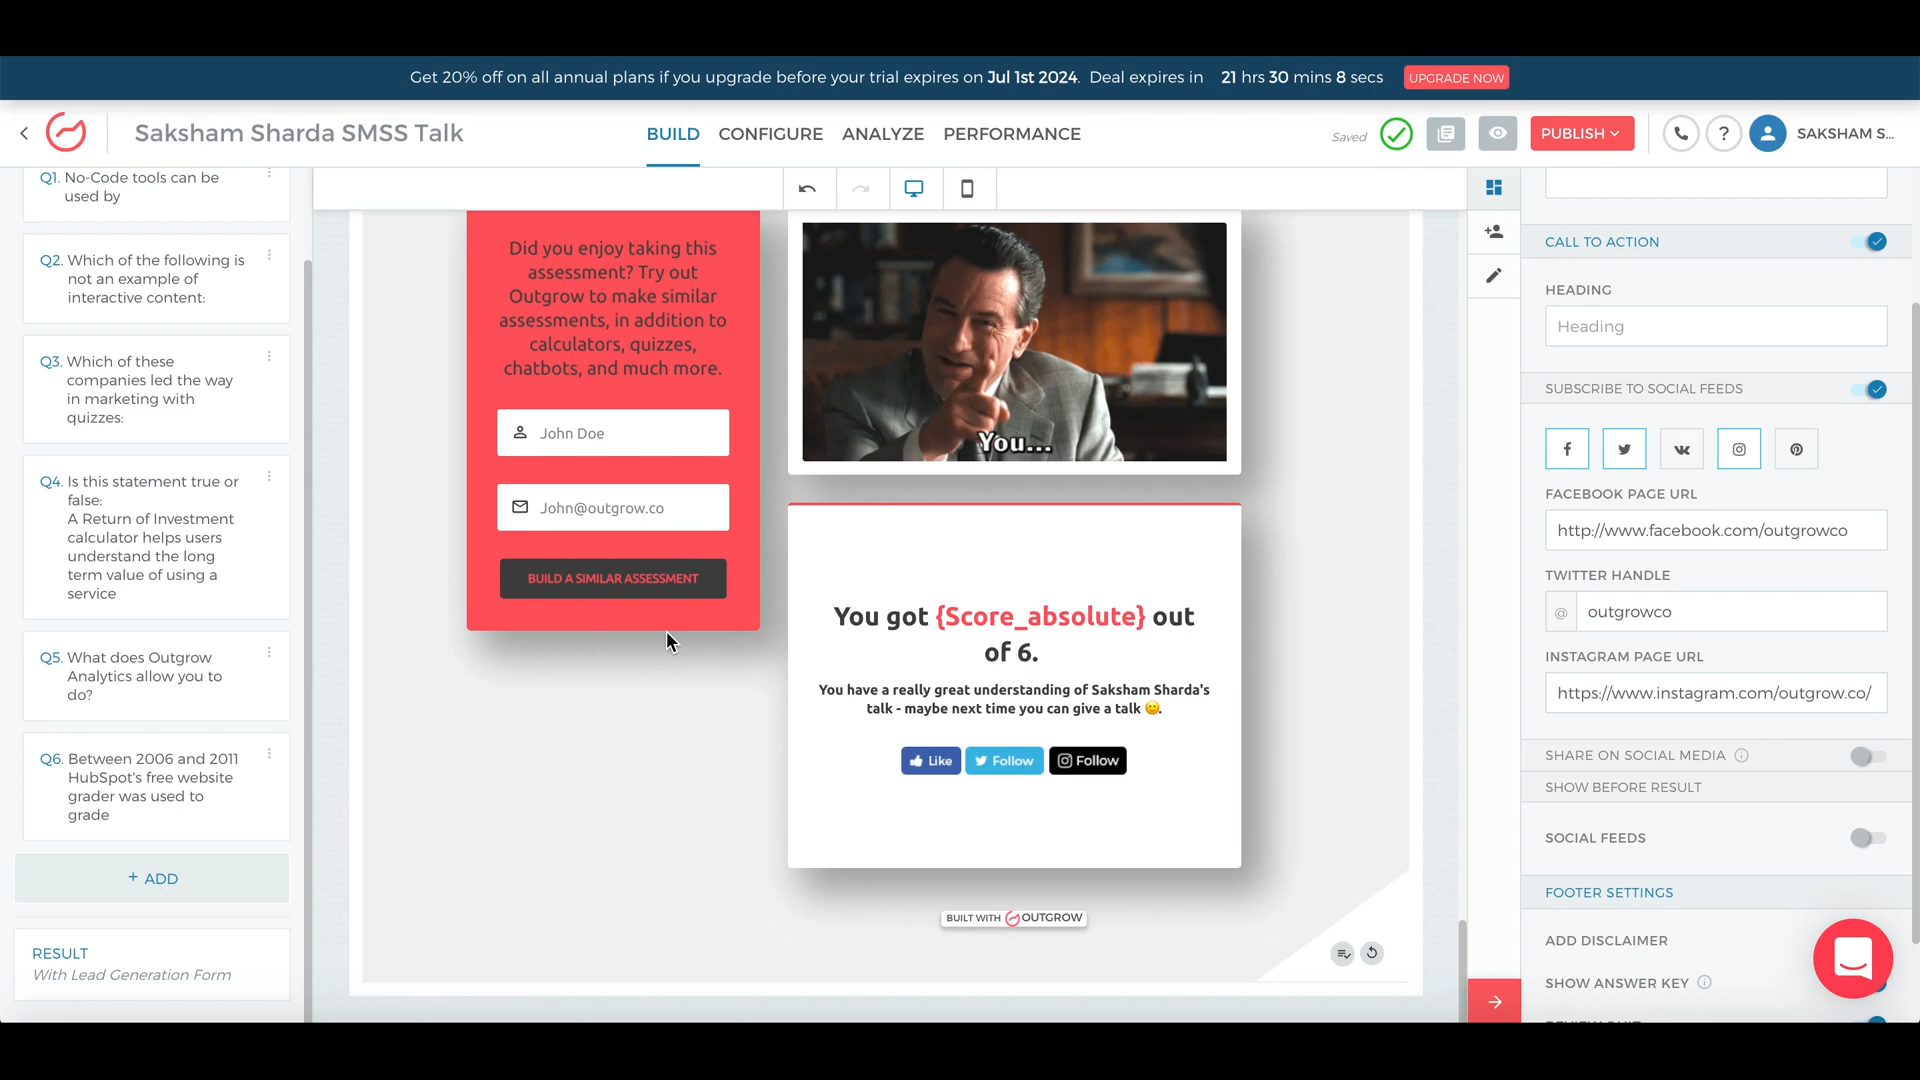 Get 20% off on all annual plans if you upgrade before your trial expires on Jul 1st 2024. Deal expires in 21 hrs 30 mins 8 secs UPGRADE NOW
Saksham Sharda SMSS Talk
BUILD CONFIGURE ANALYZE PERFORMANCE
Saved
PUBLISH
?
SAKSHAM S...
Q1. No-Code tools can be
used by
Q2. Which of the following is
not an example of
interactive content:
Q3. Which of these
companies led the way
in marketing with
quizzes:
Q4. Is this statement true or
false:
A Return of Investment
calculator helps users
understand the long
term value of using a
service
Q5. What does Outgrow
Analytics allow you to
do?
Q6. Between 2006 and 2011
HubSpot's free website
grader was used to
grade
+ ADD
RESULT
With Lead Generation Form
Did you enjoy taking this
assessment? Try out
Outgrow to make similar
assessments, in addition to
calculators, quizzes,
chatbots, and much more.
John Doe
John@outgrow.co
BUILD A SIMILAR ASSESSMENT
You...
You got {Score_absolute} out
of 6.
You have a really great understanding of Saksham Sharda's
talk - maybe next time you can give a talk 🙂.
Like
Follow
Follow
BUILT WITH OUTGROW
CALL TO ACTION
HEADING
Heading
SUBSCRIBE TO SOCIAL FEEDS
FACEBOOK PAGE URL
http://www.facebook.com/outgrowco
TWITTER HANDLE
@ outgrowco
INSTAGRAM PAGE URL
https://www.instagram.com/outgrow.co/
SHARE ON SOCIAL MEDIA
SHOW BEFORE RESULT
SOCIAL FEEDS
FOOTER SETTINGS
ADD DISCLAIMER
SHOW ANSWER KEY